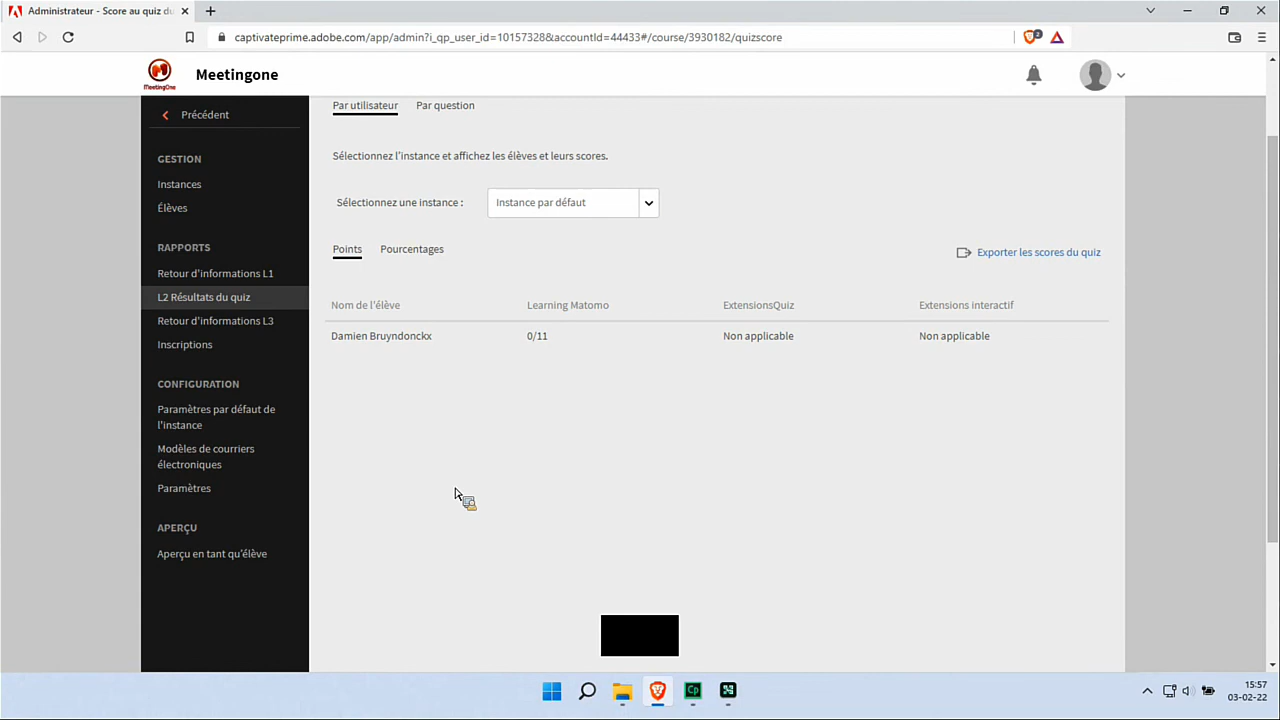 Administrateur - Score au quiz du
captivateprime.adobe.com/app/admin?i_qp_user_id=10157328&accountId=44433#/course/3930182/quizscore
2
MeetingOne
Meetingone
Précédent
GESTION
Instances
Élèves
RAPPORTS
Retour d'informations L1
L2 Résultats du quiz
Retour d'informations L3
Inscriptions
CONFIGURATION
Paramètres par défaut de
l'instance
Modèles de courriers
électroniques
Paramètres
APERÇU
Aperçu en tant qu'élève
Par utilisateur Par question
Sélectionnez l'instance et affichez les élèves et leurs scores.
Sélectionnez une instance : Instance par défaut
Points Pourcentages Exporter les scores du quiz
Nom de l'élève Learning Matomo ExtensionsQuiz Extensions interactif
Damien Bruyndonckx 0/11 Non applicable Non applicable
Cp
15:57
03-02-22